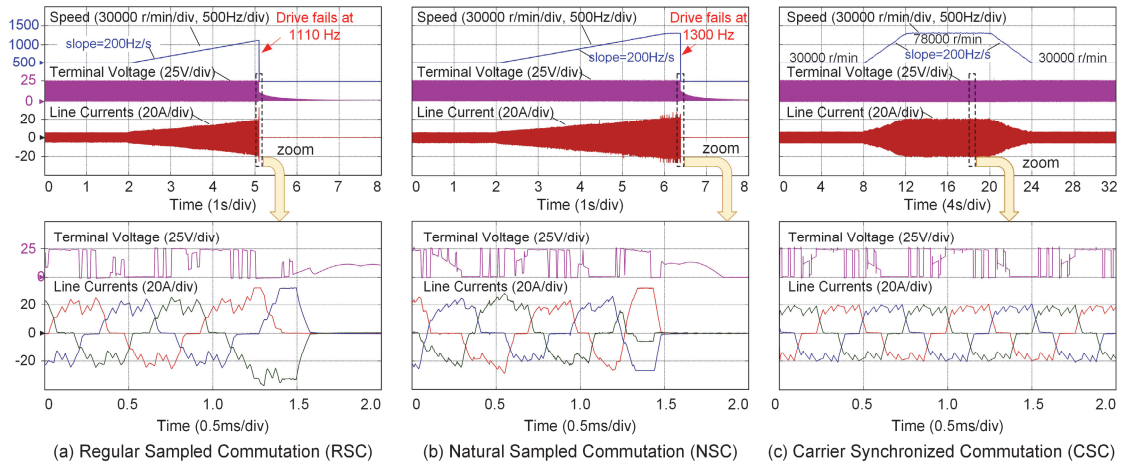 Speed (30000 r/min/div, 500Hz/div)
Drive fails at
1110 Hz
1500
1000
500
slope=200Hz/s
Terminal Voltage (25V/div)
25
0
Line Currents (20A/div)
20
0
-20
zoom
0 1 2 3 4 5 6 7 8
Time (1s/div)
Terminal Voltage (25V/div)
25
0
Line Currents (20A/div)
20
0
-20
0 0.5 1.0 1.5 2.0
Time (0.5ms/div)
(a) Regular Sampled Commutation (RSC)
Speed (30000 r/min/div, 500Hz/div)
Drive fails at
1300 Hz
slope=200Hz/s
Terminal Voltage (25V/div)
Line Currents (20A/div)
zoom
0 1 2 3 4 5 6 7 8
Time (1s/div)
Terminal Voltage (25V/div)
Line Currents (20A/div)
0 0.5 1.0 1.5 2.0
Time (0.5ms/div)
(b) Natural Sampled Commutation (NSC)
Speed (30000 r/min/div, 500Hz/div)
78000 r/min
30000 r/min
slope=200Hz/s
30000 r/min
Terminal Voltage (25V/div)
Line Current (20A/div)
zoom
0 4 8 12 16 20 24 28 32
Time (4s/div)
Terminal Voltage (25V/div)
Line Currents (20A/div)
0 0.5 1.0 1.5 2.0
Time (0.5ms/div)
(c) Carrier Synchronized Commutation (CSC)